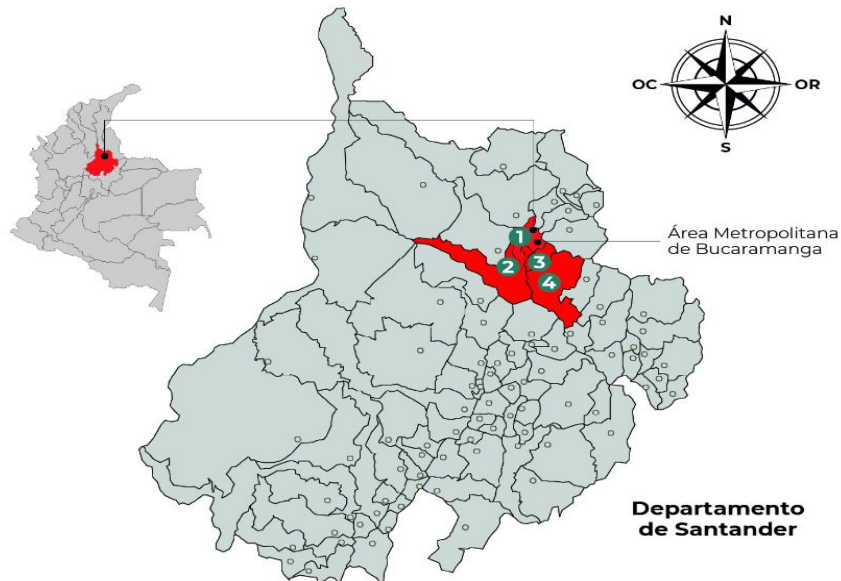 N
OC
OR
S
Área Metropolitana
de Bucaramanga
1
2
3
4
Departamento
de Santander